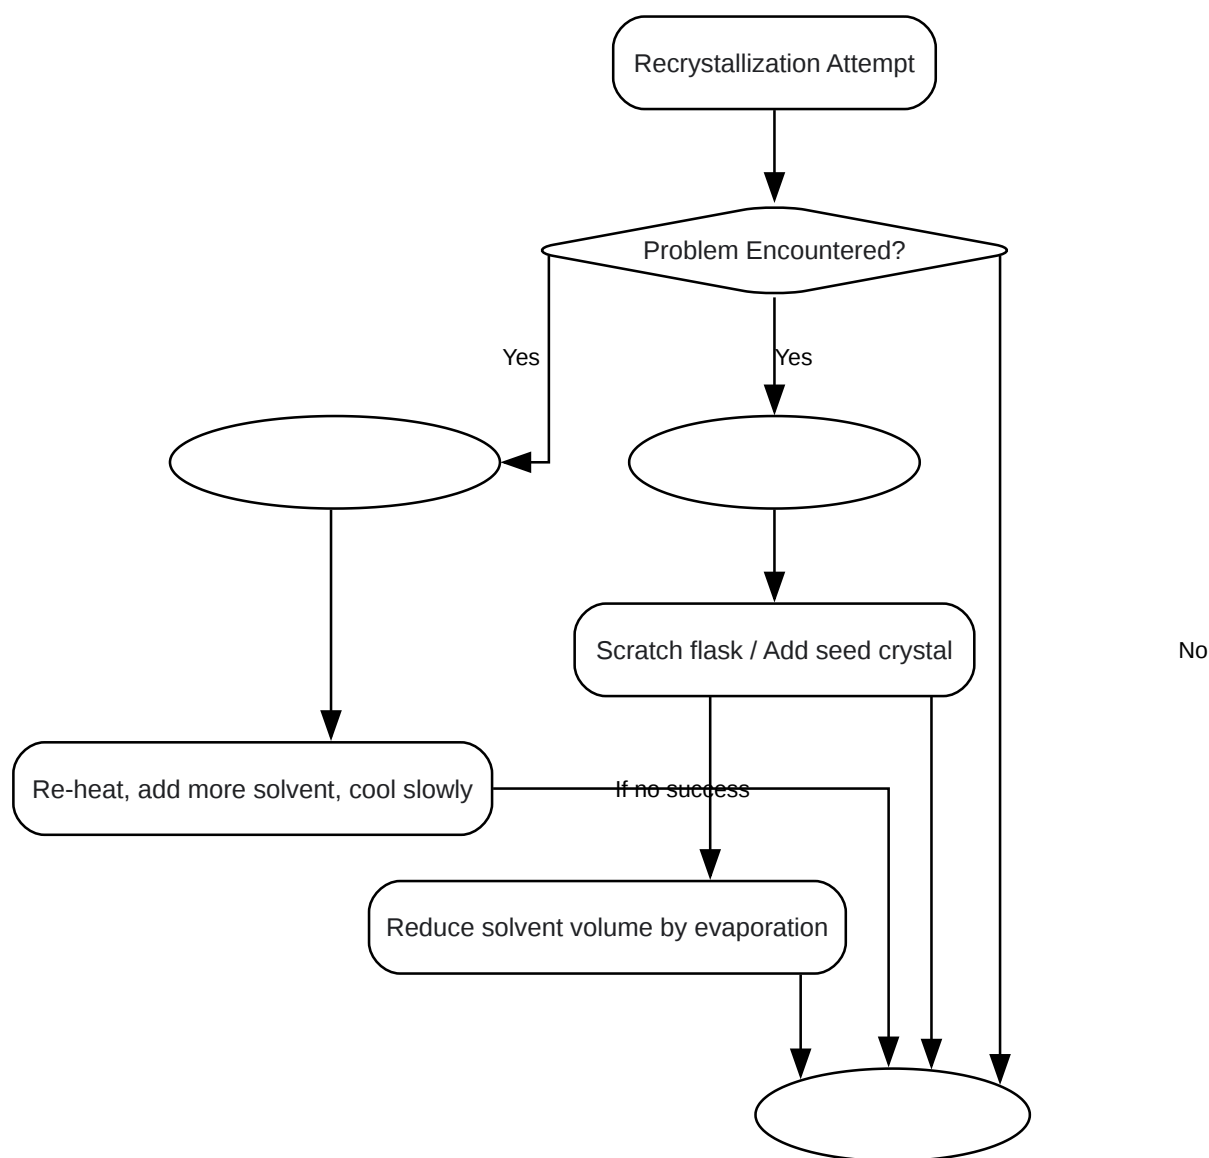 Recrystallization Attempt
Problem Encountered?
Yes
Yes
Scratch flask / Add seed crystal
No
Re-heat, add more solvent, cool slowly
If no success
Reduce solvent volume by evaporation